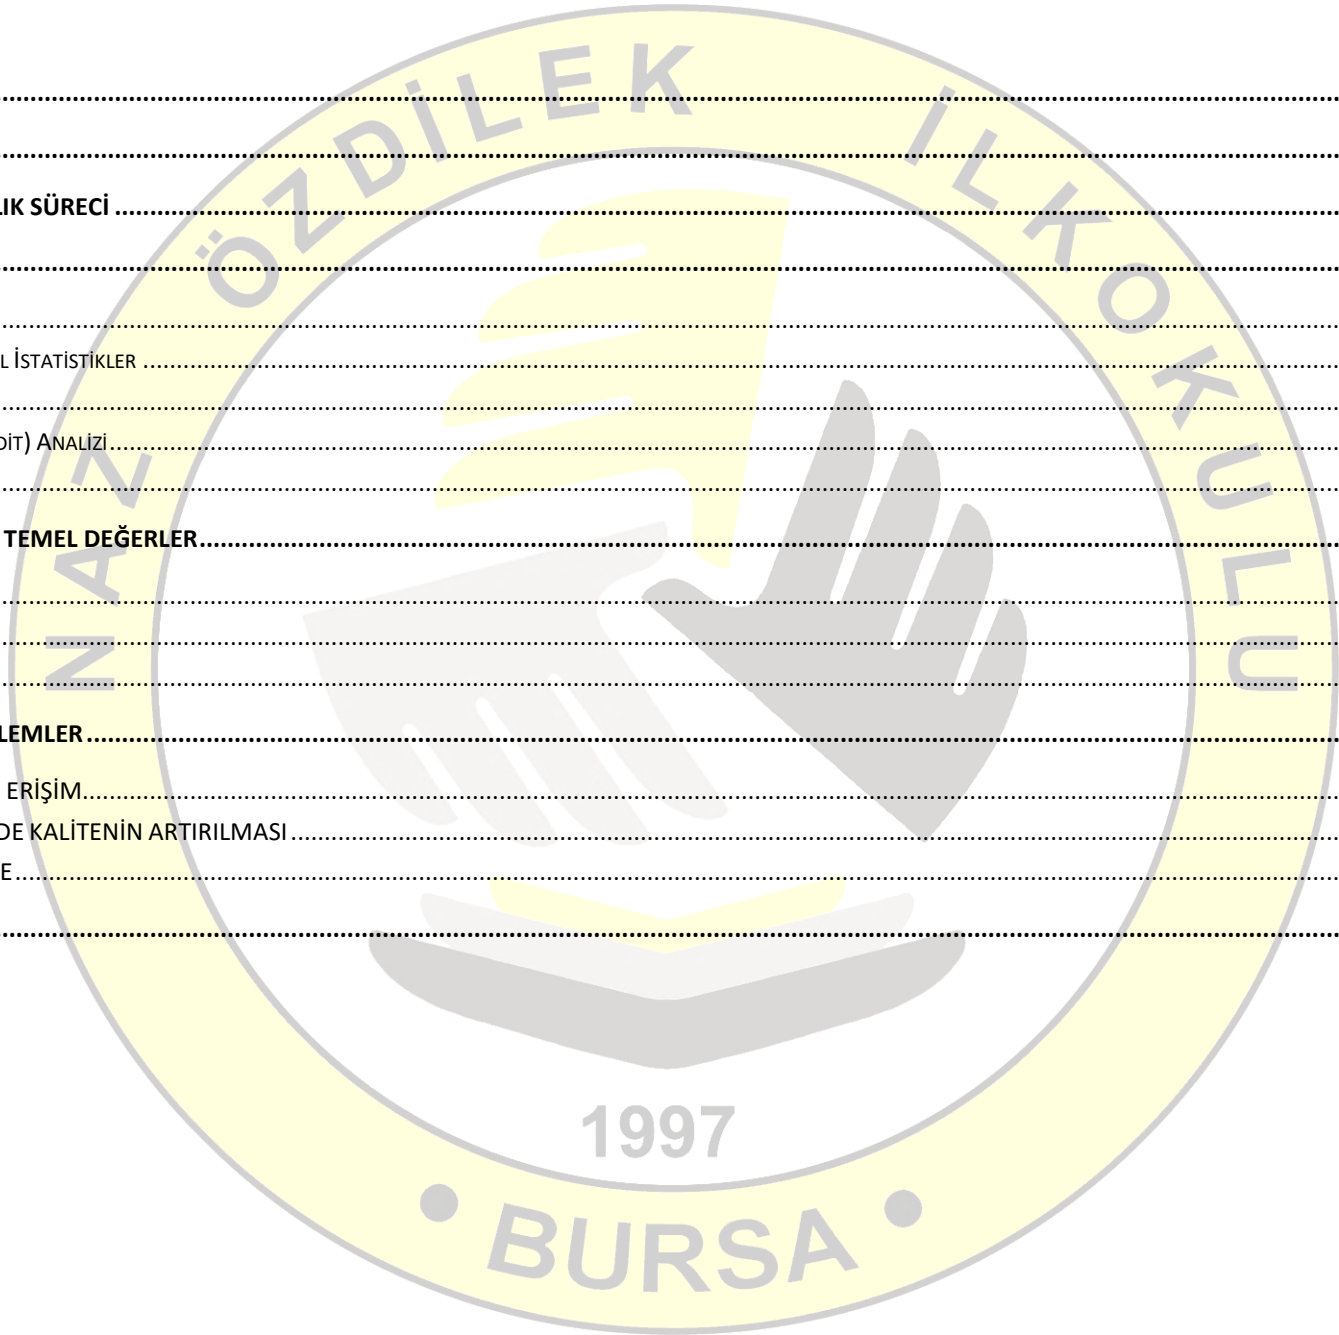 NAZ ÖZDİLEK İLKOKULU
LIK SÜRECİ
L İSTATİSTİKLER
DİT) ANALİZİ
TEMEL DEĞERLER
LEMLER
ERİŞİM
DE KALİTENİN ARTIRILMASI
E
1997
• BURSA •